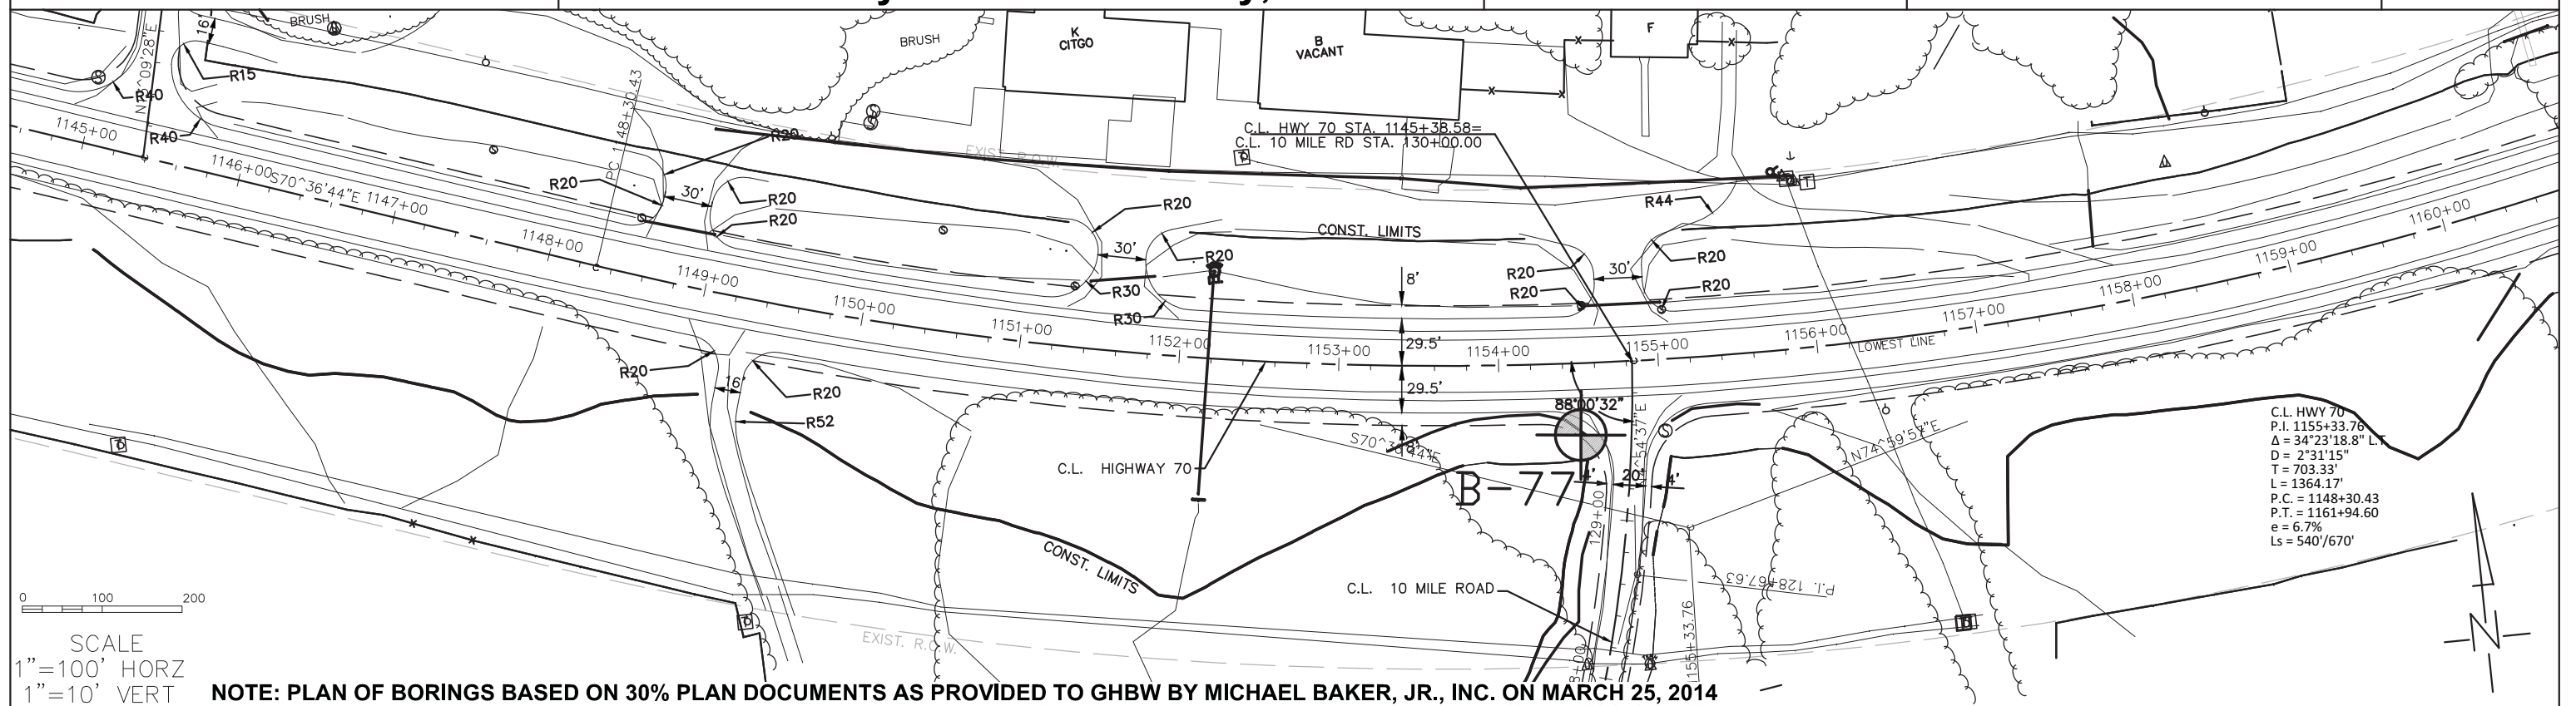 BRUSH
16'
N 5^09'28"E
R15
R40
R40
BRUSH
K
CITGO
B
VACANT
F
1145+00
1146+00
S70^36'44"E
1147+00
1148+00
1149+00
1150+00
1151+00
1152+00
1153+00
1154+00
1155+00
1156+00
1157+00
1158+00
1159+00
1160+00
P.C. 1148+30.43
R20
R20
30'
R20
R20
EXIST. R.O.W.
C.L. HWY 70 STA. 1145+38.58=
C.L. 10 MILE RD STA. 130+00.00
R20
30'
R20
R30
R30
CONST. LIMITS
8'
29.5'
29.5'
8'
R20
R20
30'
R44
R20
R20
LOWEST LINE
R20
16'
R20
R52
C.L. HIGHWAY 70
CONST. LIMITS
S70^36'44"E
88°00'32"
B-77
4'
20'
4'
129+00
N74^59'57"E
C.L. 10 MILE ROAD
P.I. 128+67.63
1155+33.76
EXIST. R.O.W.
C.L. HWY 70
P.I. 1155+33.76
Δ = 34°23'18.8" L.T
D = 2°31'15"
T = 703.33'
L = 1364.17'
P.C. = 1148+30.43
P.T. = 1161+94.60
e = 6.7%
Ls = 540'/670'
N
0 100 200
SCALE
1"=100' HORZ
1"=10' VERT
NOTE: PLAN OF BORINGS BASED ON 30% PLAN DOCUMENTS AS PROVIDED TO GHBW BY MICHAEL BAKER, JR., INC. ON MARCH 25, 2014